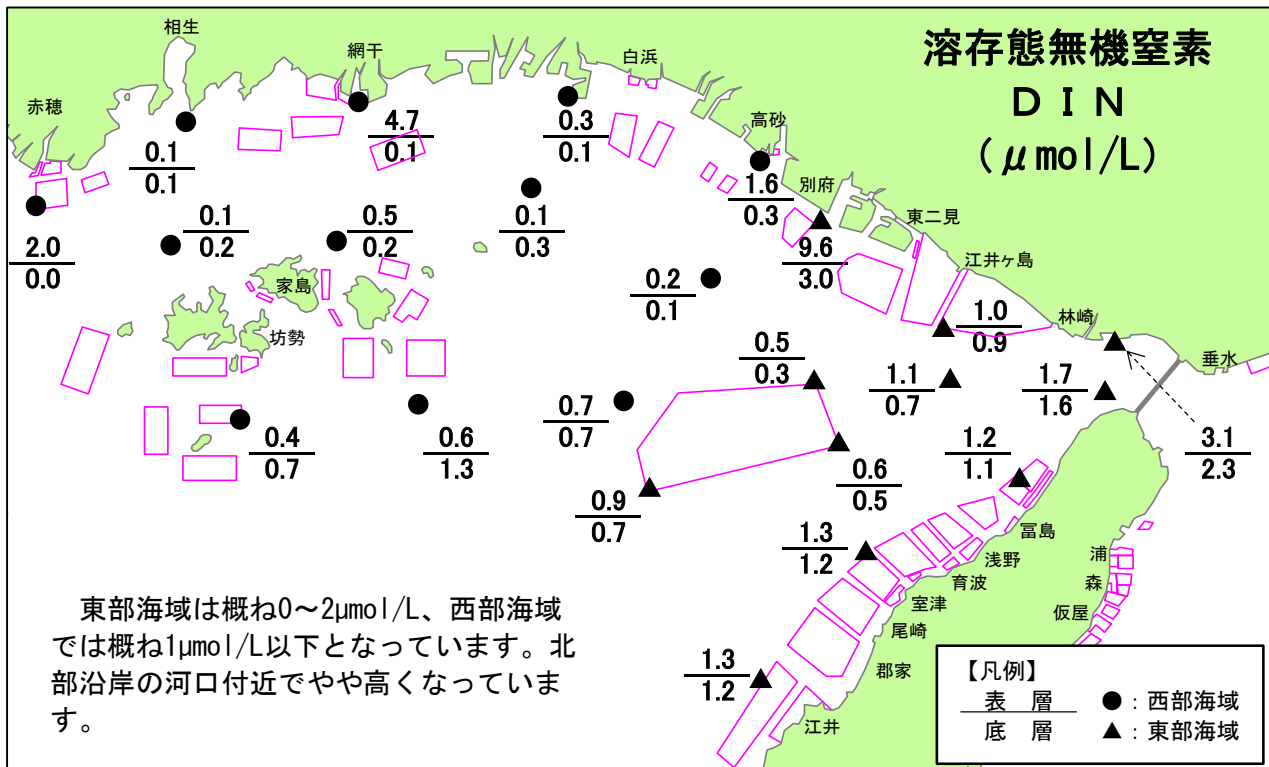 溶存態無機窒素
ＤＩＮ
（μmol/L）
相生
網干
白浜
赤穂
高砂
別府
東二見
江井ヶ島
林崎
垂水
家島
坊勢
0.1
0.1
4.7
0.1
0.3
0.1
1.6
0.3
2.0
0.0
0.1
0.2
0.5
0.2
0.1
0.3
9.6
3.0
0.2
0.1
1.0
0.9
0.5
0.3
1.1
0.7
1.7
1.6
0.7
0.7
0.4
0.7
0.6
1.3
1.2
1.1
3.1
2.3
0.6
0.5
0.9
0.7
1.3
1.2
1.3
1.2
冨島
浅野
育波
室津
尾崎
郡家
江井
浦
森
仮屋
東部海域は概ね0～2μmol/L、西部海域
では概ね1μmol/L以下となっています。北
部沿岸の河口付近でやや高くなっていま
す。
【凡例】
表　層　●：西部海域
底　層　▲：東部海域